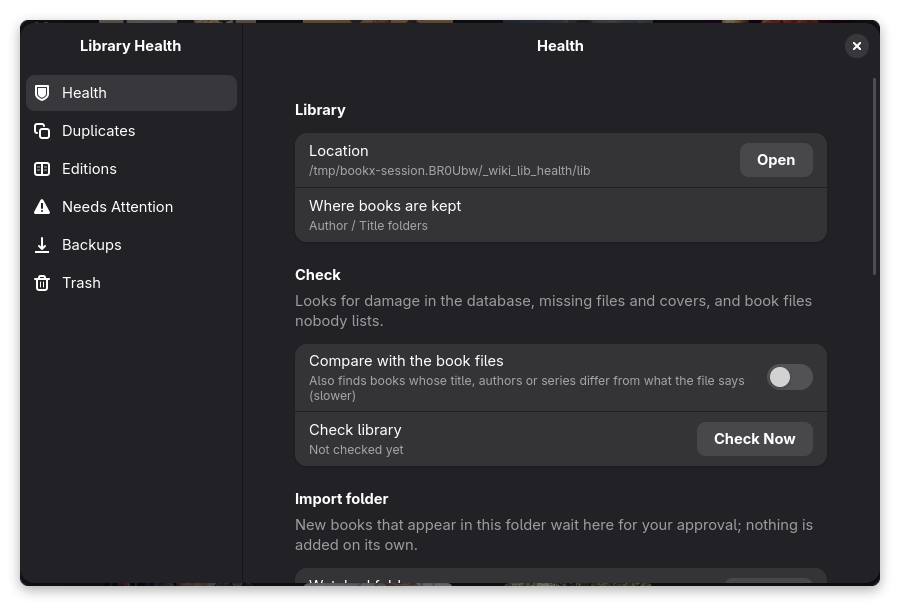 Library Health
Health
Health
Duplicates
Editions
Needs Attention
Backups
Trash
Library
Location
/tmp/bookx-session.BR0Ubw/_wiki_lib_health/lib
Open
Where books are kept
Author / Title folders
Check
Looks for damage in the database, missing files and covers, and book files
nobody lists.
Compare with the book files
Also finds books whose title, authors or series differ from what the file says
(slower)
Check library
Not checked yet
Check Now
Import folder
New books that appear in this folder wait here for your approval; nothing is
added on its own.